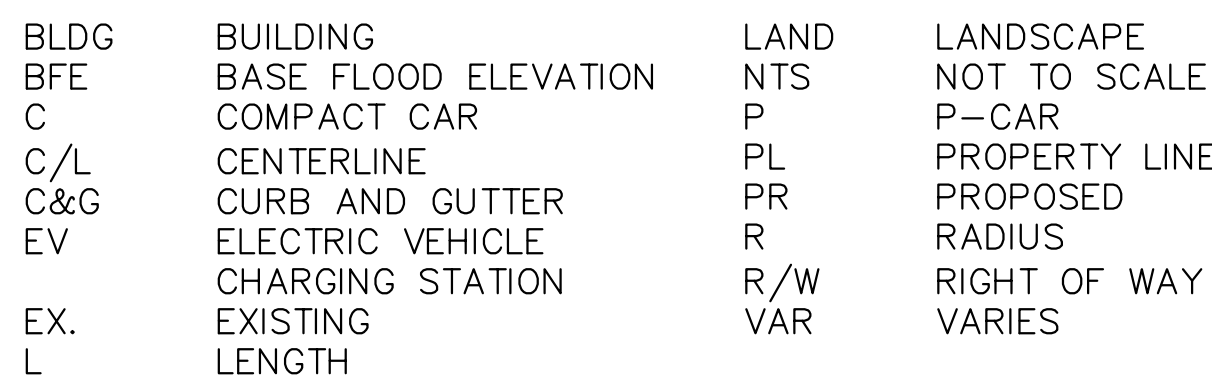 BLDG BUILDING
BFE BASE FLOOD ELEVATION
C COMPACT CAR
C/L CENTERLINE
C&G CURB AND GUTTER
EV ELECTRIC VEHICLE
CHARGING STATION
EX. EXISTING
L LENGTH
LAND LANDSCAPE
NTS NOT TO SCALE
P P-CAR
PL PROPERTY LINE
PR PROPOSED
R RADIUS
R/W RIGHT OF WAY
VAR VARIES